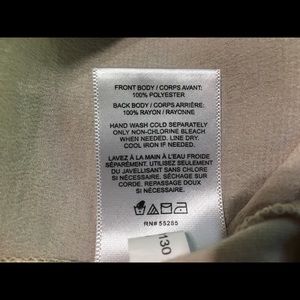 FRONT BODY / CORPS AVANT:
100% POLYESTER
BACK BODY / CORPS ARRIÈRE:
100% RAYON / RAYONNE
HAND WASH COLD SEPARATELY
ONLY NON-CHLORINE BLEACH
WHEN NEEDED. LINE DRY.
COOL IRON IF NEEDED.
LAVEZ À LA MAIN À L'EAU FROIDE
SÉPARÉMENT. UTILISEZ SEULEMENT
DU JAVELLISANT SANS CHLORE
SI NÉCESSAIRE. SÉCHAGE SUR
CORDE. REPASSAGE TIÈDE
SI NÉCESSAIRE.
RN# 55285
130